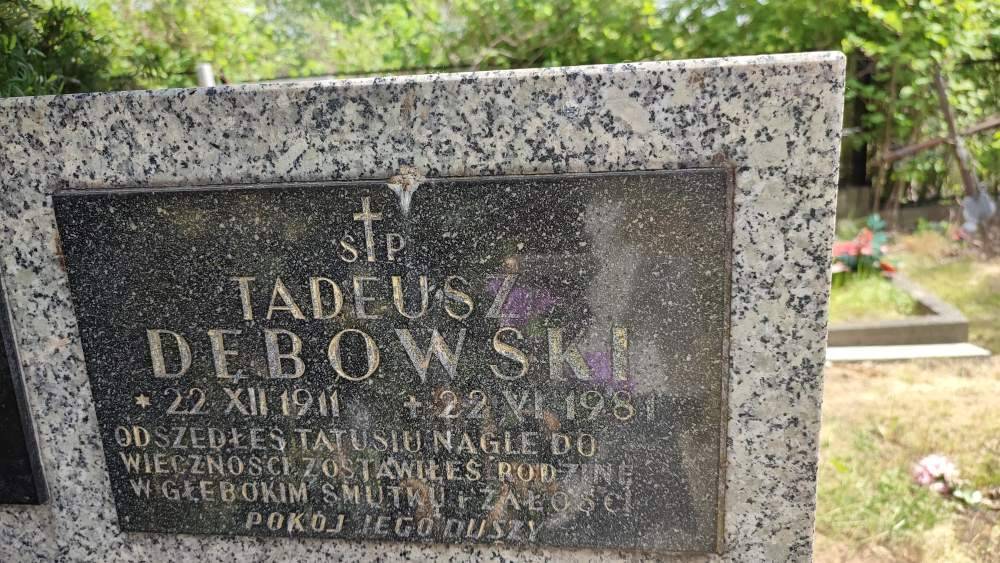 Ś P
TADEUSZ
DĘBOWSKI
* 22 XII 1911 + 22 VI 1981
ODSZEDŁEŚ TATUSIU NAGLE DO
WIECZNOŚCI, ZOSTAWIŁEŚ RODZINĘ
W GŁĘBOKIM SMUTKU i ŻAŁOŚCi
POKÓJ JEGO DUSZY